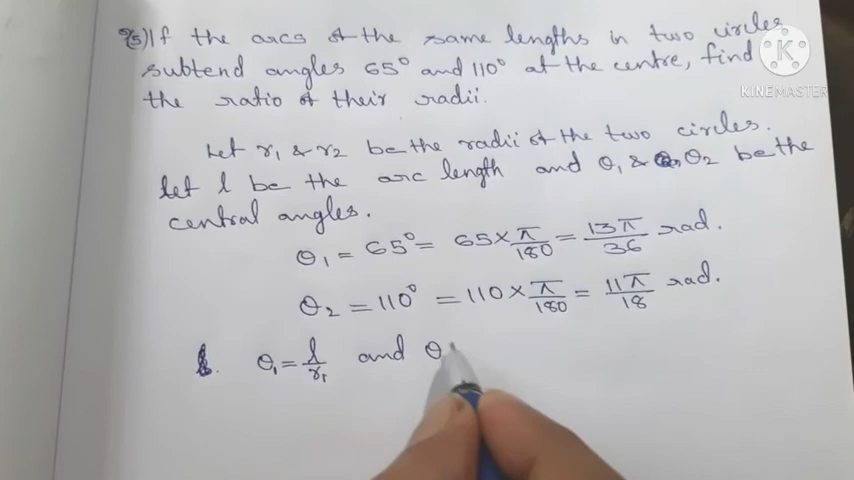 Q5) If the arcs of the same lengths in two circles
subtend angles 65° and 110° at the centre, find
the ratio of their radii.
KINEMASTER
Let r₁ & r₂ be the radii of the two circles.
let l be the arc length and θ₁ & θ₂ be the
central angles.
θ₁ = 65° = 65 × π/180 = 13π/36 rad.
θ₂ = 110° = 110 × π/180 = 11π/18 rad.
θ₁ = l/r₁ and θ